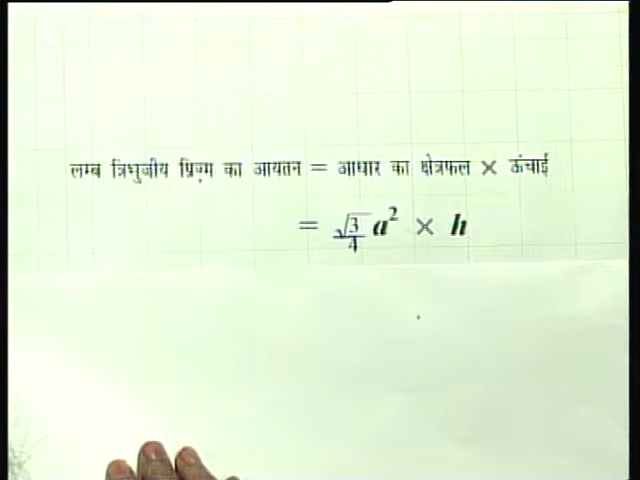 लम्ब त्रिभुजीय प्रिज़्म का आयतन = आधार का क्षेत्रफल × ऊंचाई
= √3/4 a² × h